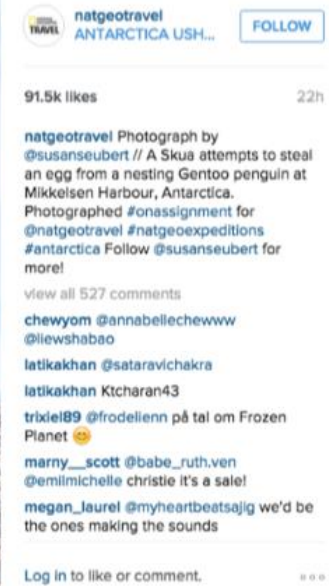 TRAVEL
natgeotravel
ANTARCTICA USH...
FOLLOW
91.5k likes
22h
natgeotravel Photograph by
@susanseubert // A Skua attempts to steal
an egg from a nesting Gentoo penguin at
Mikkelsen Harbour, Antarctica.
Photographed #onassignment for
@natgeotravel #natgeoexpeditions
#antarctica Follow @susanseubert for
more!
view all 527 comments
chewyom @annabellechewww
@liewshabao
latikakhan @sataravichakra
latikakhan Ktcharan43
trixiel89 @frodelienn på tal om Frozen
Planet 😊
marny__scott @babe_ruth.ven
@emilmichelle christie it's a sale!
megan_laurel @myheartbeatsajig we'd be
the ones making the sounds
Log in to like or comment.